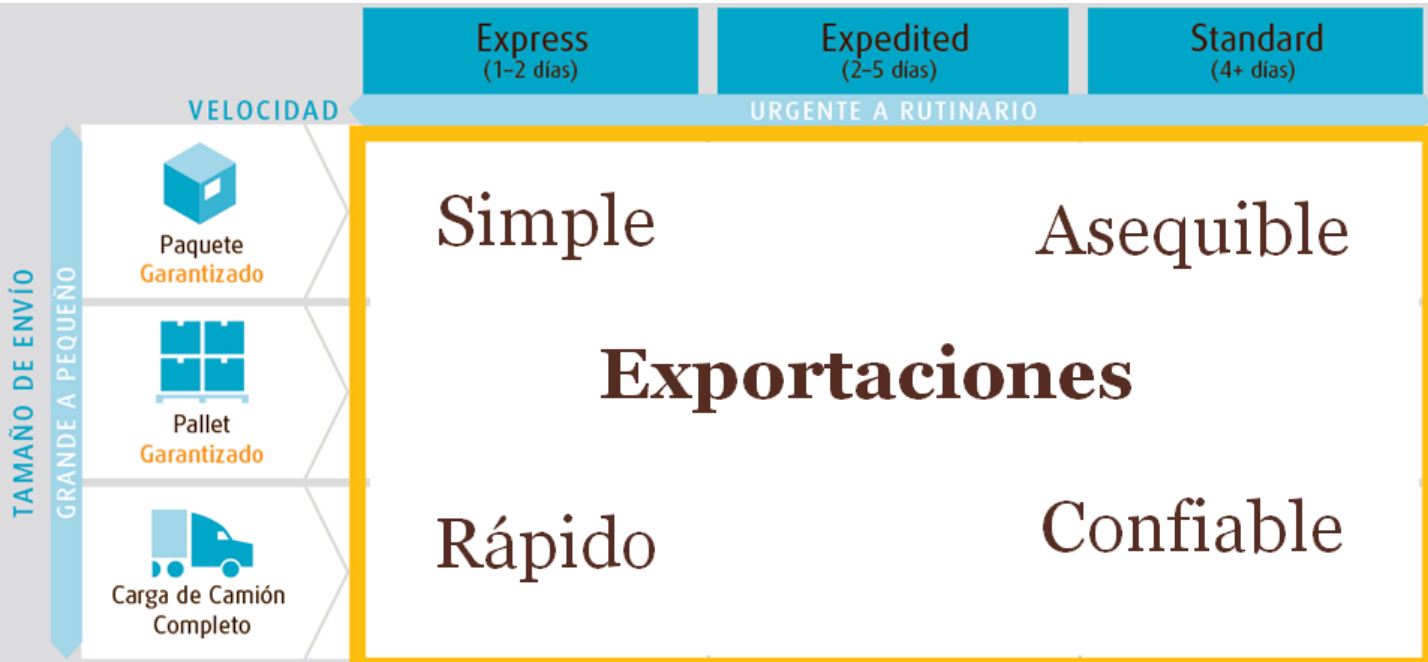 Express
(1–2 días)
Expedited
(2–5 días)
Standard
(4+ días)
VELOCIDAD
URGENTE A RUTINARIO
TAMAÑO DE ENVÍO
GRANDE A PEQUEÑO
Paquete
Garantizado
Pallet
Garantizado
Carga de Camión
Completo
Simple
Asequible
Exportaciones
Rápido
Confiable